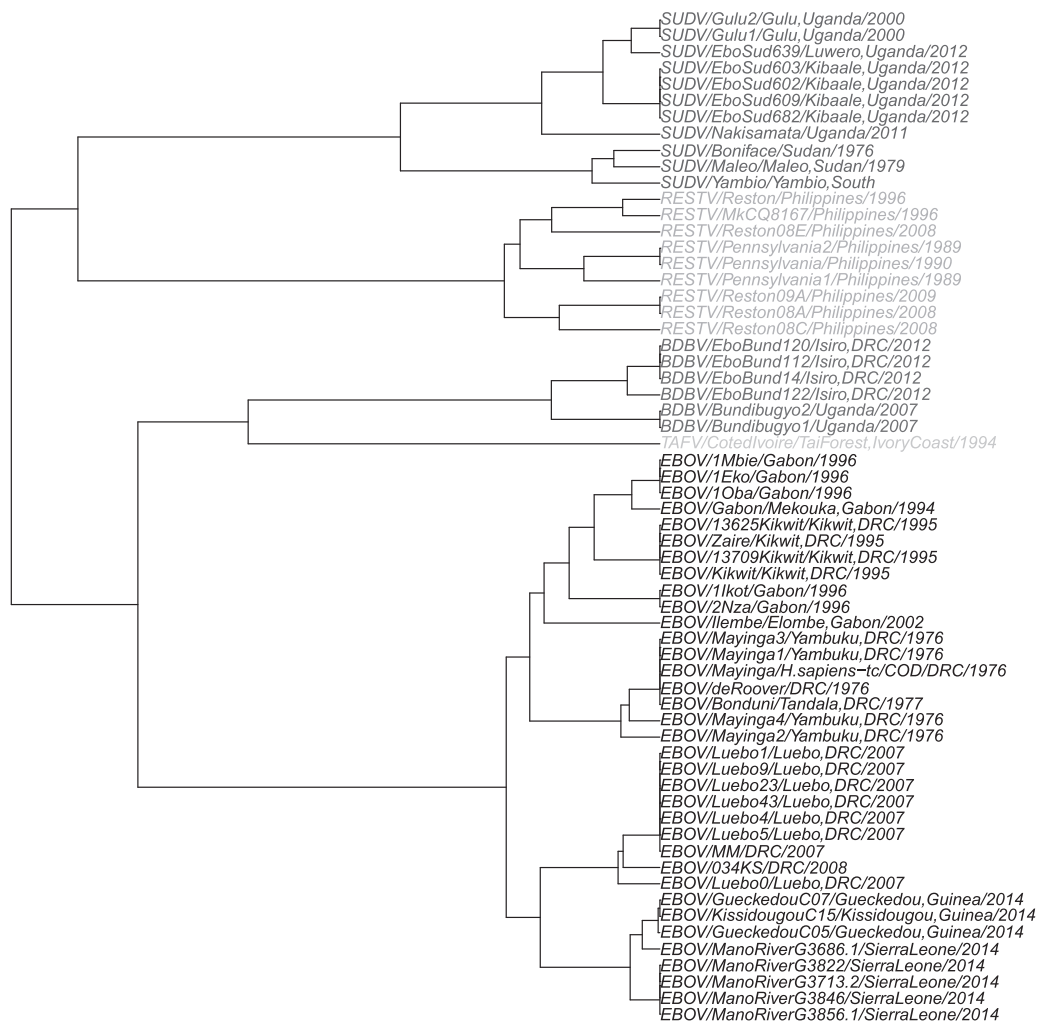 SUDV/Gulu2/Gulu,Uganda/2000
SUDV/Gulu1/Gulu,Uganda/2000
SUDV/EboSud639/Luwero,Uganda/2012
SUDV/EboSud603/Kibaale,Uganda/2012
SUDV/EboSud602/Kibaale,Uganda/2012
SUDV/EboSud609/Kibaale,Uganda/2012
SUDV/EboSud682/Kibaale,Uganda/2012
SUDV/Nakisamata/Uganda/2011
SUDV/Boniface/Sudan/1976
SUDV/Maleo/Maleo,Sudan/1979
SUDV/Yambio/Yambio,South
RESTV/Reston/Philippines/1996
RESTV/MkCQ8167/Philippines/1996
RESTV/Reston08E/Philippines/2008
RESTV/Pennsylvania2/Philippines/1989
RESTV/Pennsylvania/Philippines/1990
RESTV/Pennsylvania1/Philippines/1989
RESTV/Reston09A/Philippines/2009
RESTV/Reston08A/Philippines/2008
RESTV/Reston08C/Philippines/2008
BDBV/EboBund120/Isiro,DRC/2012
BDBV/EboBund112/Isiro,DRC/2012
BDBV/EboBund14/Isiro,DRC/2012
BDBV/EboBund122/Isiro,DRC/2012
BDBV/Bundibugyo2/Uganda/2007
BDBV/Bundibugyo1/Uganda/2007
TAFV/CotedIvoire/TaiForest,IvoryCoast/1994
EBOV/1Mbie/Gabon/1996
EBOV/1Eko/Gabon/1996
EBOV/1Oba/Gabon/1996
EBOV/Gabon/Mekouka,Gabon/1994
EBOV/13625Kikwit/Kikwit,DRC/1995
EBOV/Zaire/Kikwit,DRC/1995
EBOV/13709Kikwit/Kikwit,DRC/1995
EBOV/Kikwit/Kikwit,DRC/1995
EBOV/1Ikot/Gabon/1996
EBOV/2Nza/Gabon/1996
EBOV/Ilembe/Elombe,Gabon/2002
EBOV/Mayinga3/Yambuku,DRC/1976
EBOV/Mayinga1/Yambuku,DRC/1976
EBOV/Mayinga/H.sapiens−tc/COD/DRC/1976
EBOV/deRoover/DRC/1976
EBOV/Bonduni/Tandala,DRC/1977
EBOV/Mayinga4/Yambuku,DRC/1976
EBOV/Mayinga2/Yambuku,DRC/1976
EBOV/Luebo1/Luebo,DRC/2007
EBOV/Luebo9/Luebo,DRC/2007
EBOV/Luebo23/Luebo,DRC/2007
EBOV/Luebo43/Luebo,DRC/2007
EBOV/Luebo4/Luebo,DRC/2007
EBOV/Luebo5/Luebo,DRC/2007
EBOV/MM/DRC/2007
EBOV/034KS/DRC/2008
EBOV/Luebo0/Luebo,DRC/2007
EBOV/GueckedouC07/Gueckedou,Guinea/2014
EBOV/KissidougouC15/Kissidougou,Guinea/2014
EBOV/GueckedouC05/Gueckedou,Guinea/2014
EBOV/ManoRiverG3686.1/SierraLeone/2014
EBOV/ManoRiverG3822/SierraLeone/2014
EBOV/ManoRiverG3713.2/SierraLeone/2014
EBOV/ManoRiverG3846/SierraLeone/2014
EBOV/ManoRiverG3856.1/SierraLeone/2014